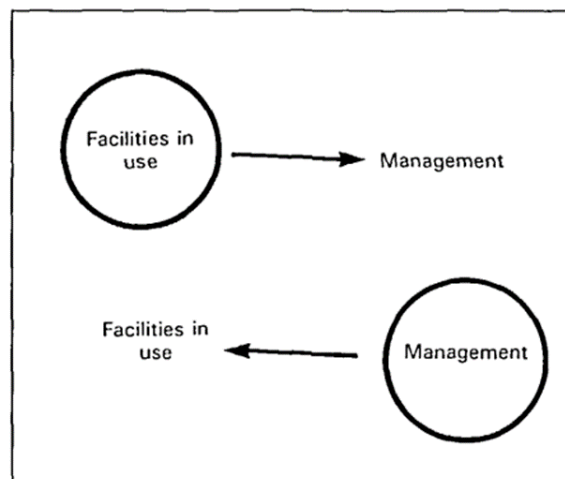 Facilities in
use
Management
Facilities in
use
Management